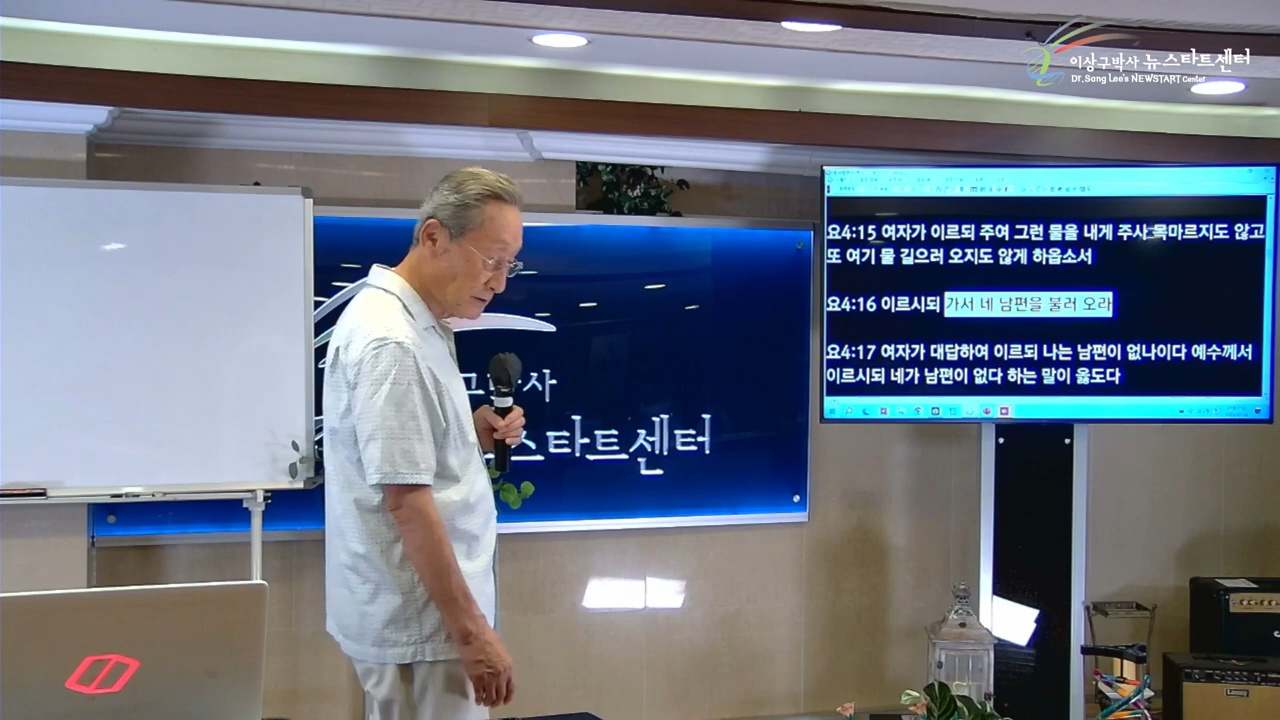 이상구박사 뉴스타트센터
Dr. Sang Lee's NEWSTART Center
요4:15 여자가 이르되 주여 그런 물을 내게 주사 목마르지도 않고
또 여기 물 길으러 오지도 않게 하옵소서
요4:16 이르시되 가서 네 남편을 불러 오라
요4:17 여자가 대답하여 이르되 나는 남편이 없나이다 예수께서
이르시되 네가 남편이 없다 하는 말이 옳도다
박사
스타트센터
Laney